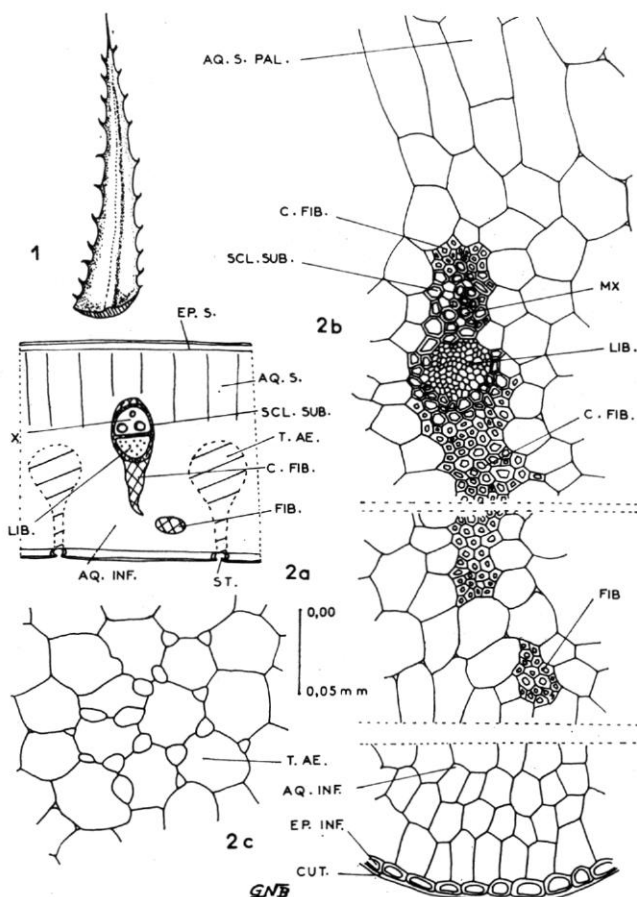 1
EP. S.
AQ. S.
SCL. SUB.
T. AE.
C. FIB.
FIB.
X
LIB.
AQ. INF.
ST.
2a
0,00
0,05 mm
T. AE.
2c
AQ. S. PAL.
C. FIB.
SCL. SUB.
MX
2b
LIB.
C. FIB.
FIB
AQ. INF.
EP. INF.
CUT.